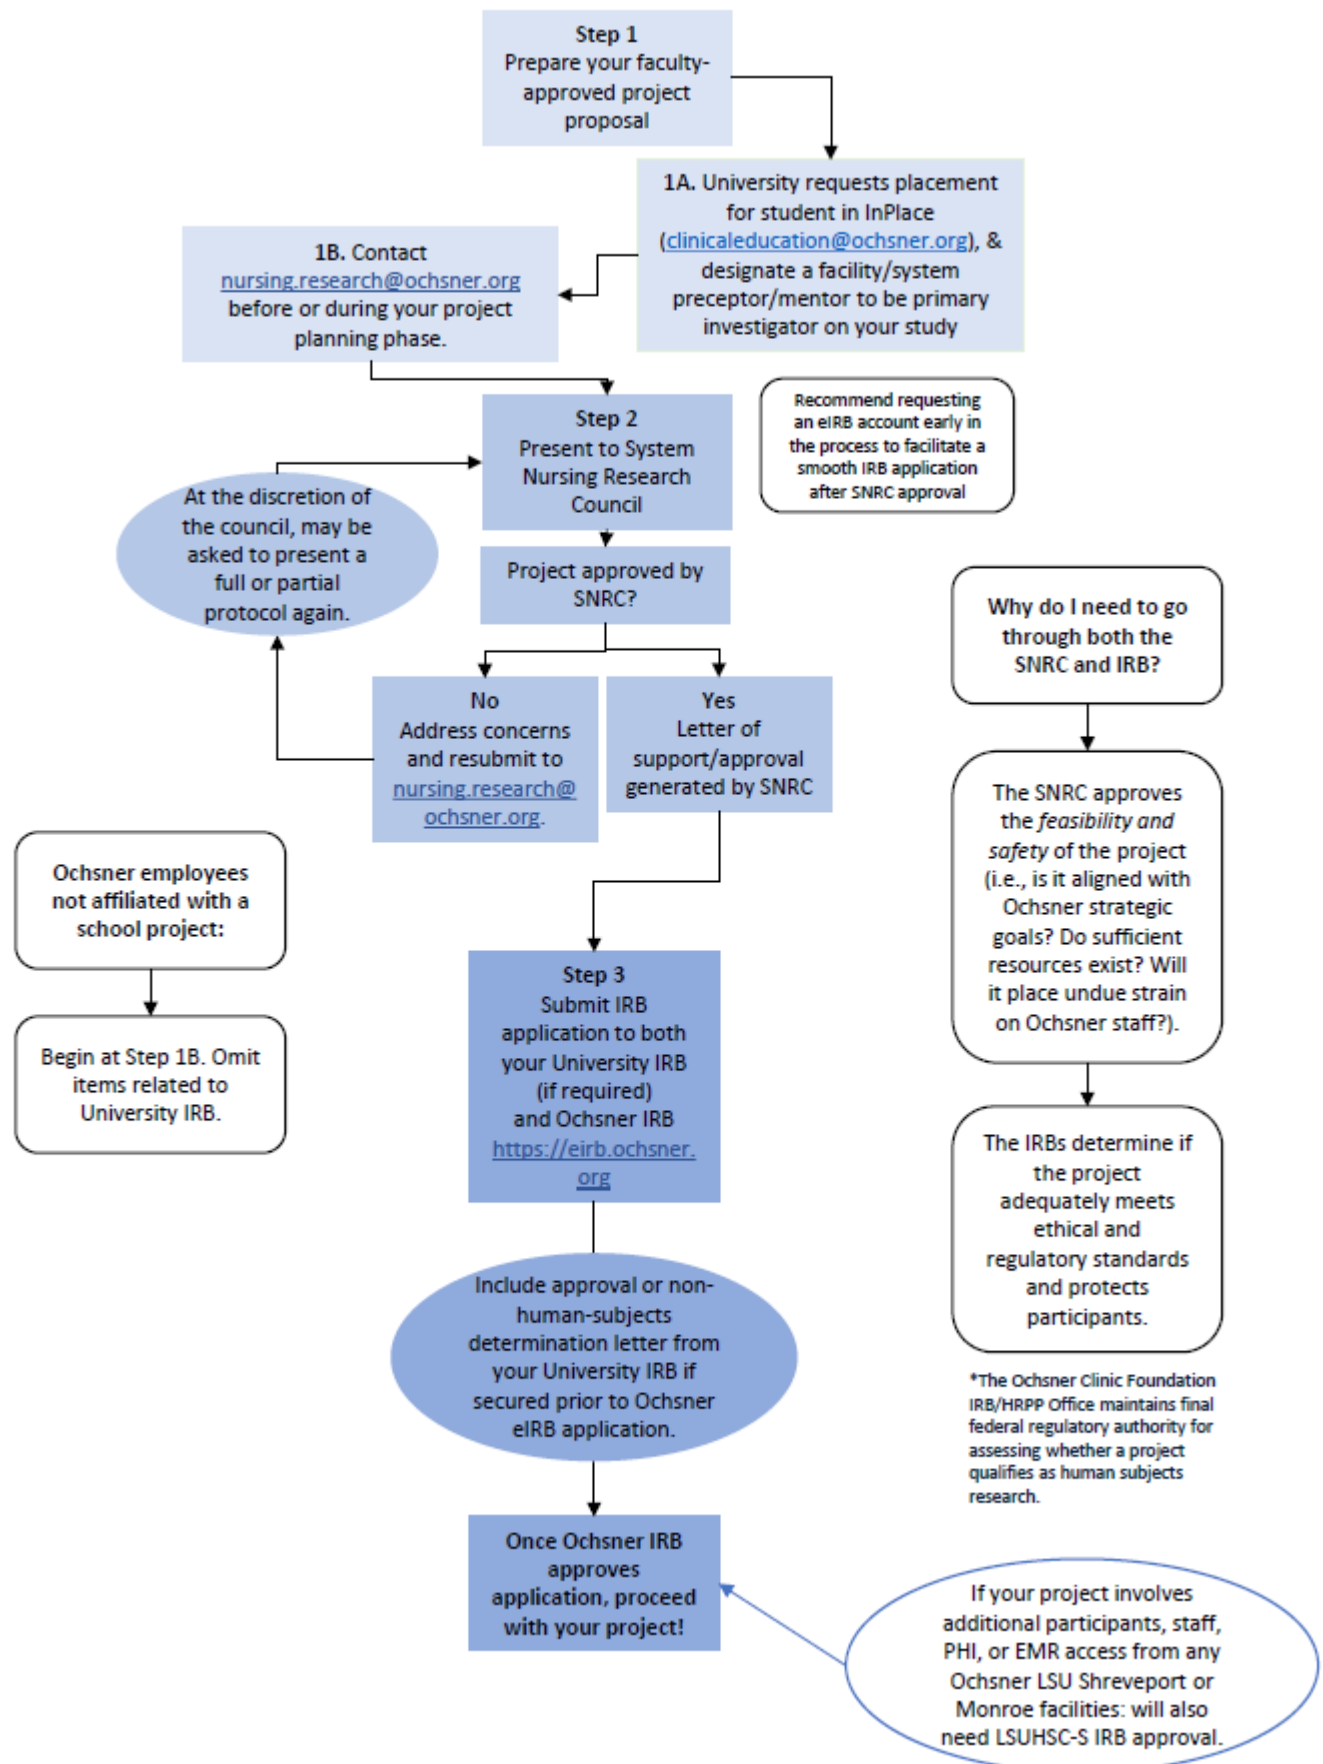 Step 1
Prepare your faculty-
approved project
proposal
1A. University requests placement
for student in InPlace
(clinicaleducation@ochsner.org), &
designate a facility/system
preceptor/mentor to be primary
investigator on your study
1B. Contact
nursing.research@ochsner.org
before or during your project
planning phase.
Step 2
Present to System
Nursing Research
Council
Recommend requesting
an eIRB account early in
the process to facilitate a
smooth IRB application
after SNRC approval
At the discretion of
the council, may be
asked to present a
full or partial
protocol again.
Project approved by
SNRC?
No
Address concerns
and resubmit to
nursing.research@
ochsner.org.
Yes
Letter of
support/approval
generated by SNRC
Why do I need to go
through both the
SNRC and IRB?
The SNRC approves
the feasibility and
safety of the project
(i.e., is it aligned with
Ochsner strategic
goals? Do sufficient
resources exist? Will
it place undue strain
on Ochsner staff?).
Ochsner employees
not affiliated with a
school project:
Begin at Step 1B. Omit
items related to
University IRB.
Step 3
Submit IRB
application to both
your University IRB
(if required)
and Ochsner IRB
https://eirb.ochsner.
org
The IRBs determine if
the project
adequately meets
ethical and
regulatory standards
and protects
participants.
Include approval or non-
human-subjects
determination letter from
your University IRB if
secured prior to Ochsner
eIRB application.
*The Ochsner Clinic Foundation
IRB/HRPP Office maintains final
federal regulatory authority for
assessing whether a project
qualifies as human subjects
research.
Once Ochsner IRB
approves
application, proceed
with your project!
If your project involves
additional participants, staff,
PHI, or EMR access from any
Ochsner LSU Shreveport or
Monroe facilities: will also
need LSUHSC-S IRB approval.